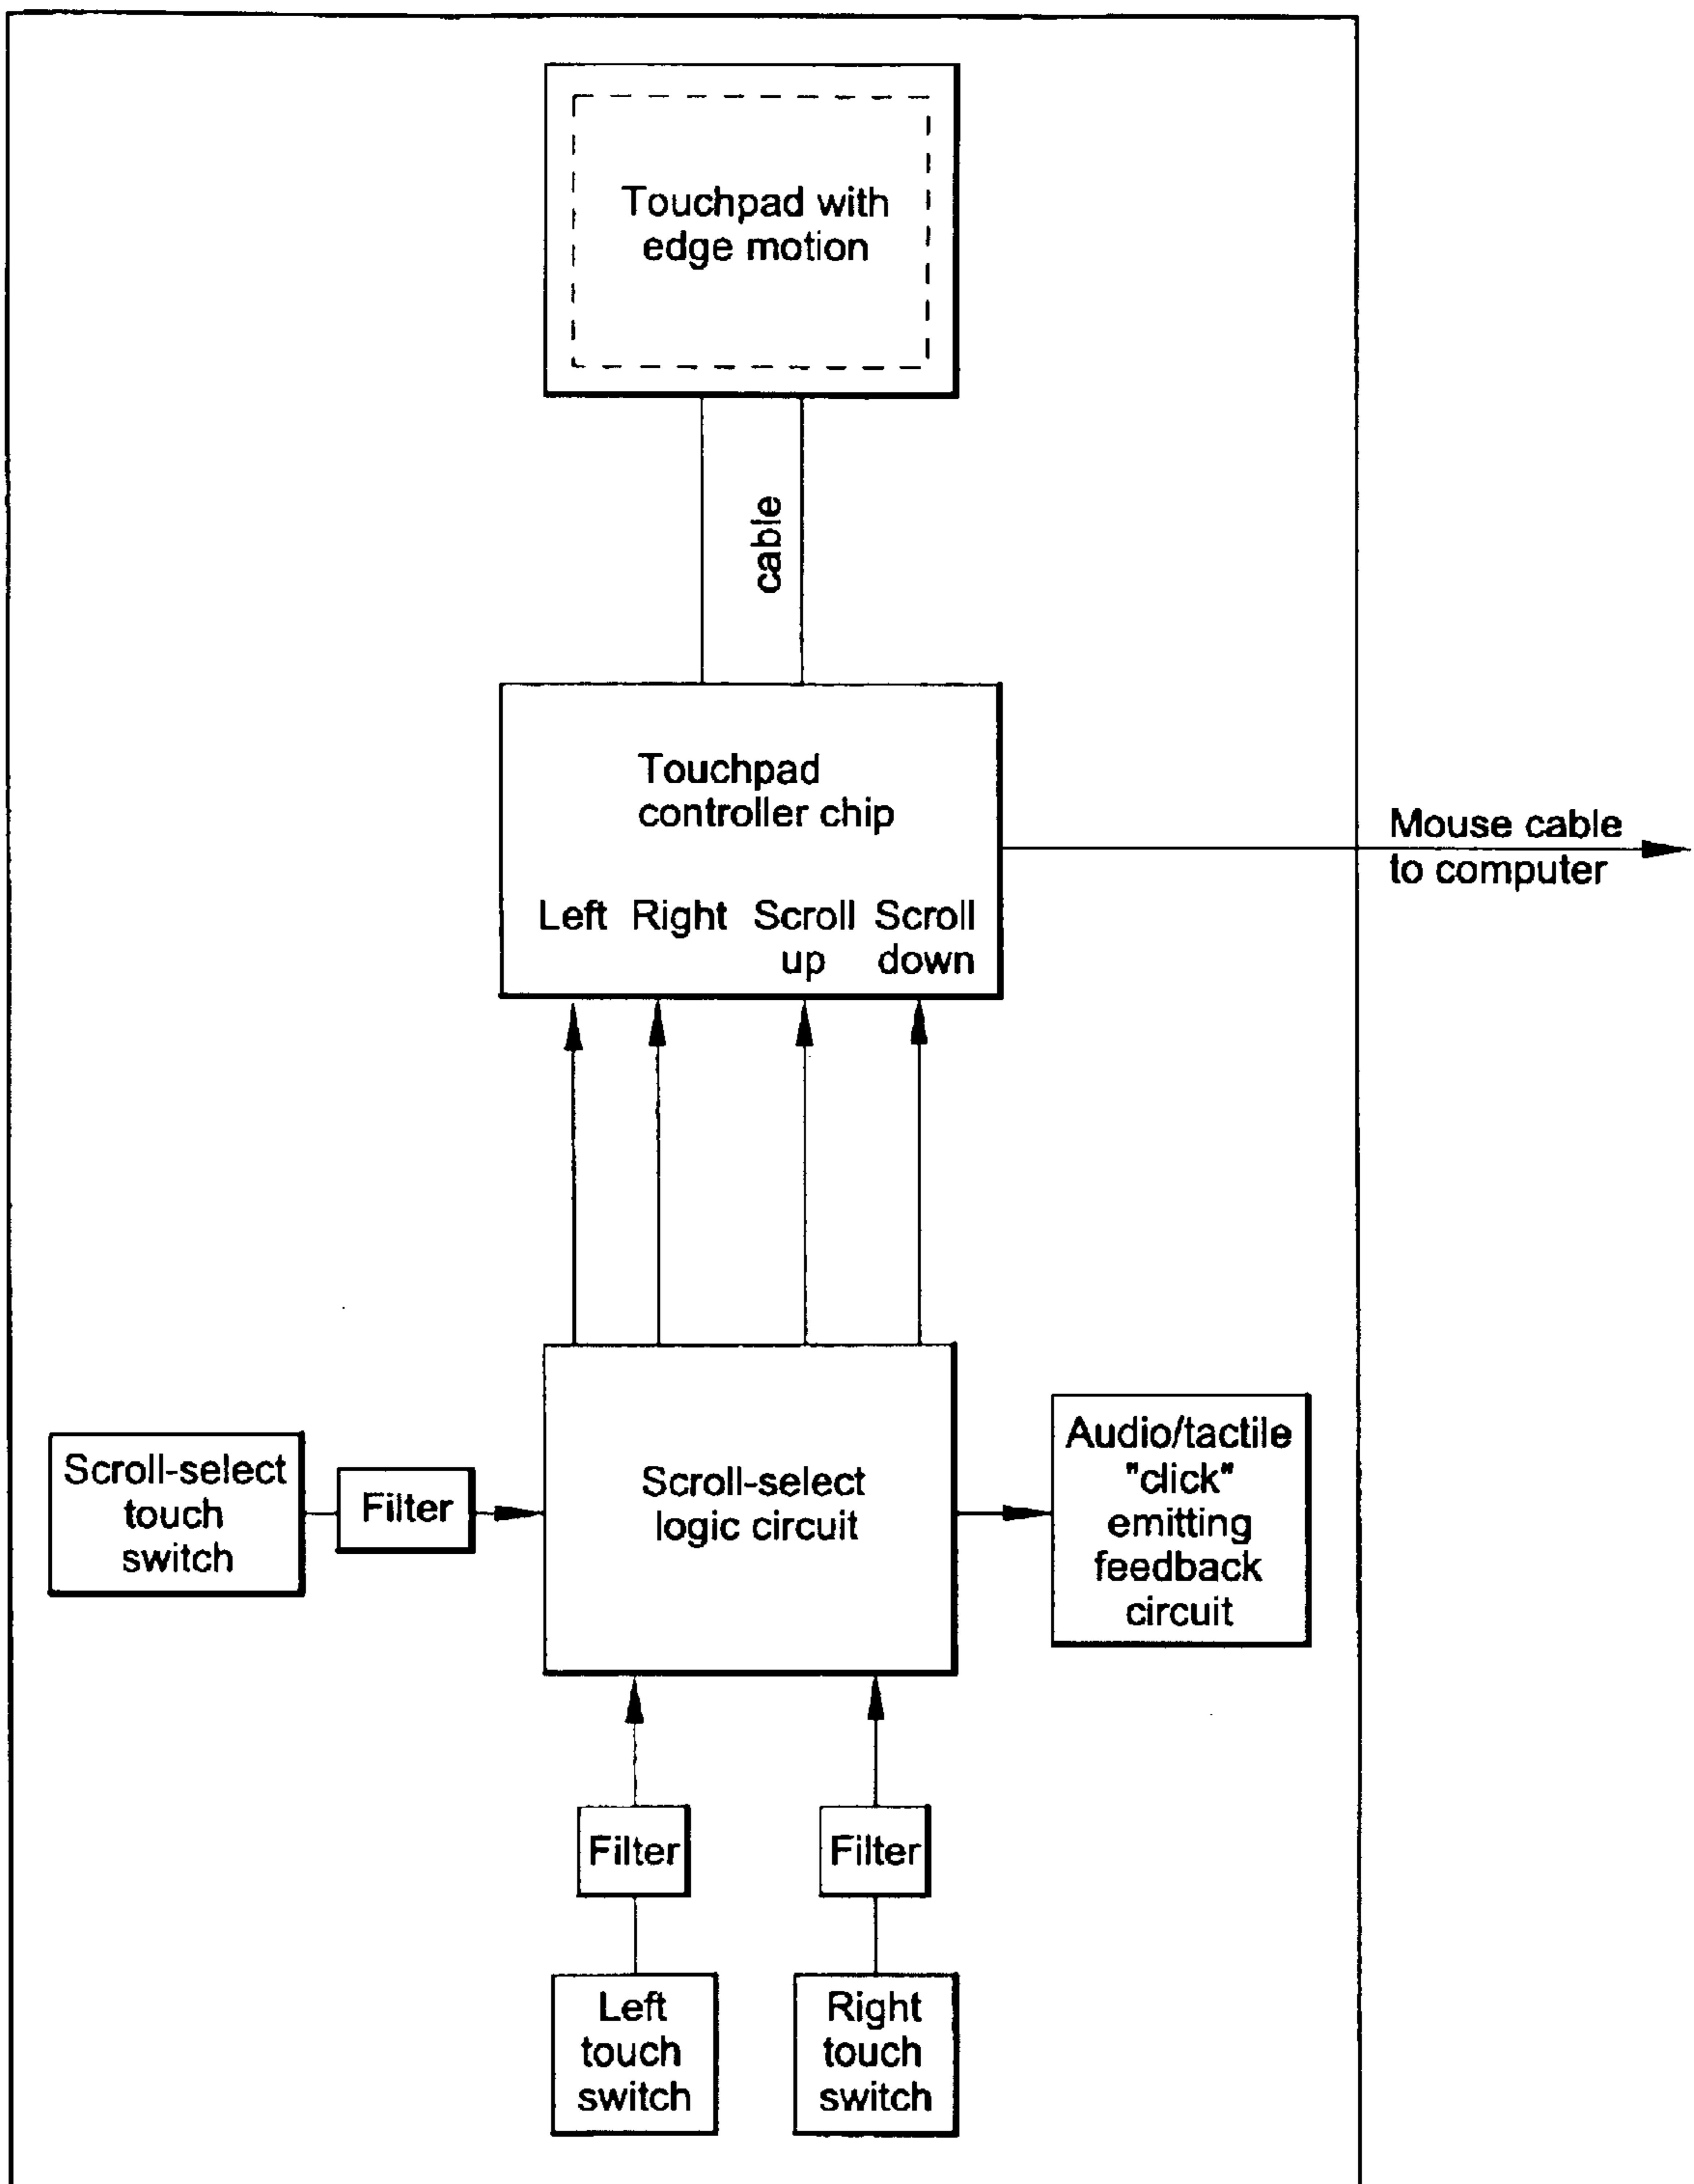 Touchpad with
edge motion
cable
Touchpad
controller chip
Left Right Scroll up Scroll down
Mouse cable
to computer
Scroll-select
touch
switch
Filter
Scroll-select
logic circuit
Audio/tactile
"click"
emitting
feedback
circuit
Filter
Filter
Left
touch
switch
Right
touch
switch